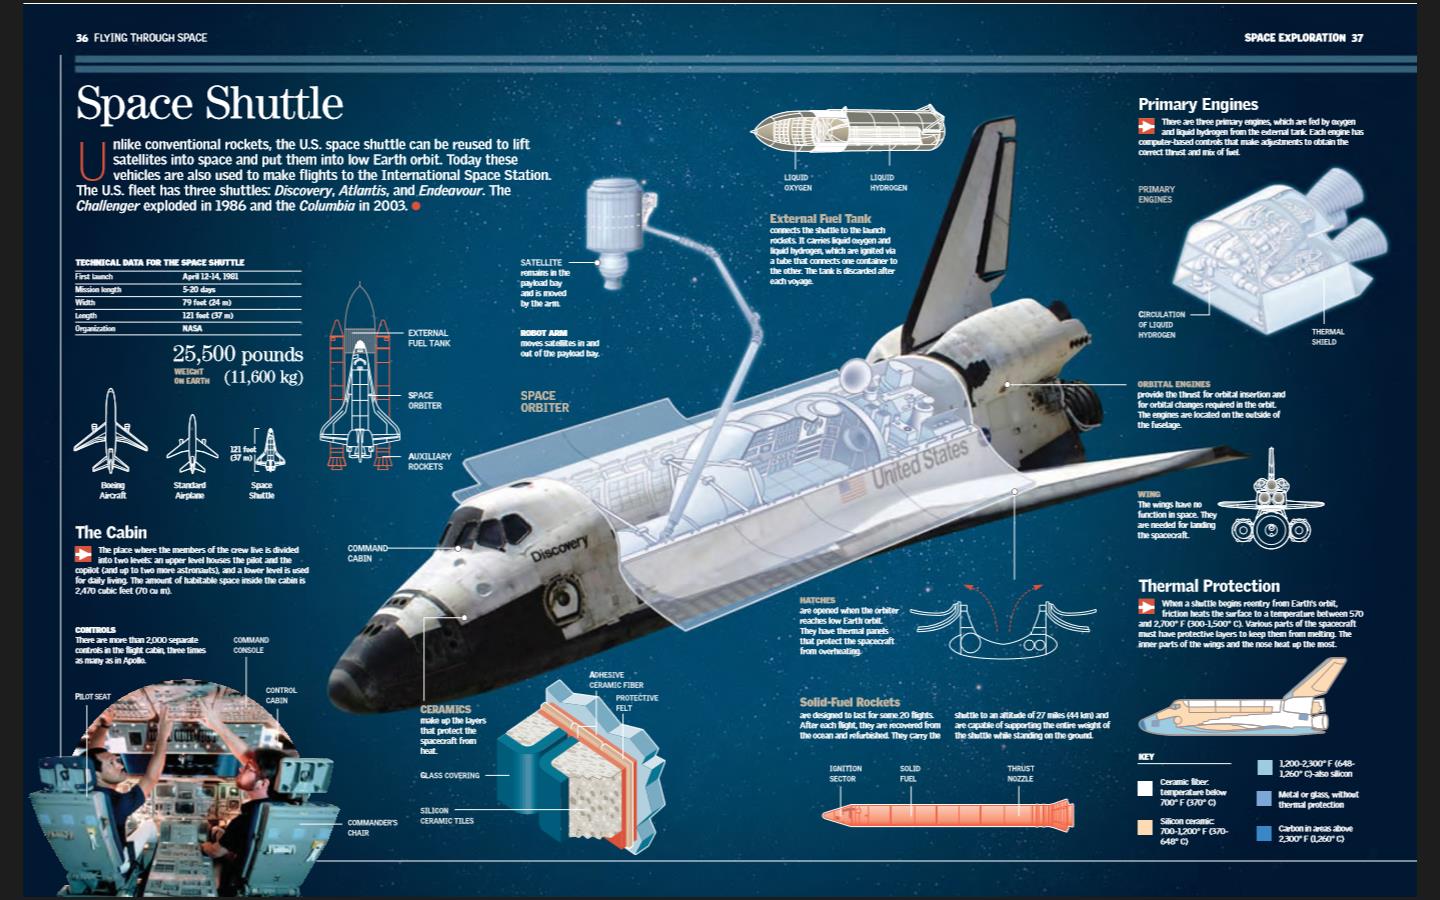 36 FLYING THROUGH SPACE
SPACE EXPLORATION 37
Space Shuttle
Unlike conventional rockets, the U.S. space shuttle can be reused to lift
satellites into space and put them into low Earth orbit. Today these
vehicles are also used to make flights to the International Space Station.
The U.S. fleet has three shuttles: Discovery, Atlantis, and Endeavour. The
Challenger exploded in 1986 and the Columbia in 2003.
TECHNICAL DATA FOR THE SPACE SHUTTLE
First launch April 12-14, 1981
Mission length 5-20 days
Width 79 feet (24 m)
Length 121 feet (37 m)
Organization NASA
25,500 pounds
WEIGHT
ON EARTH
(11,600 kg)
121 feet
(37 m)
Boeing
Aircraft
Standard
Airplane
Space
Shuttle
EXTERNAL
FUEL TANK
SPACE
ORBITER
AUXILIARY
ROCKETS
The Cabin
The place where the members of the crew live is divided
into two levels: an upper level houses the pilot and the
copilot (and up to two more astronauts), and a lower level is used
for daily living. The amount of habitable space inside the cabin is
2,470 cubic feet (70 cu m).
CONTROLS
There are more than 2,000 separate
controls in the flight cabin, three times
as many as in Apollo.
COMMAND
CONSOLE
PILOT SEAT
CONTROL
CABIN
COMMANDER'S
CHAIR
SATELLITE
remains in the
payload bay
and is moved
by the arm.
ROBOT ARM
moves satellites in and
out of the payload bay.
SPACE
ORBITER
COMMAND
CABIN
Discovery
United States
LIQUID
OXYGEN
LIQUID
HYDROGEN
External Fuel Tank
connects the shuttle to the launch
rockets. It carries liquid oxygen and
liquid hydrogen, which are ignited via
a tube that connects one container to
the other. The tank is discarded after
each voyage.
CERAMICS
make up the layers
that protect the
spacecraft from
heat.
ADHESIVE
CERAMIC FIBER
PROTECTIVE
FELT
GLASS COVERING
SILICON
CERAMIC TILES
HATCHES
are opened when the orbiter
reaches low Earth orbit.
They have thermal panels
that protect the spacecraft
from overheating.
Solid-Fuel Rockets
are designed to last for some 20 flights.
After each flight, they are recovered from
the ocean and refurbished. They carry the
shuttle to an altitude of 27 miles (44 km) and
are capable of supporting the entire weight of
the shuttle while standing on the ground.
IGNITION
SECTOR
SOLID
FUEL
THRUST
NOZZLE
Primary Engines
There are three primary engines, which are fed by oxygen
and liquid hydrogen from the external tank. Each engine has
computer-based controls that make adjustments to obtain the
correct thrust and mix of fuel.
PRIMARY
ENGINES
CIRCULATION
OF LIQUID
HYDROGEN
THERMAL
SHIELD
ORBITAL ENGINES
provide the thrust for orbital insertion and
for orbital changes required in the orbit.
The engines are located on the outside of
the fuselage.
WING
The wings have no
function in space. They
are needed for landing
the spacecraft.
Thermal Protection
When a shuttle begins reentry from Earth's orbit,
friction heats the surface to a temperature between 570
and 2,700° F (300-1,500° C). Various parts of the spacecraft
must have protective layers to keep them from melting. The
inner parts of the wings and the nose heat up the most.
KEY
Ceramic fiber:
temperature below
700° F (370° C)
Silicon ceramic:
700-1,200° F (370-
648° C)
1,200-2,300° F (648-
1,260° C)-also silicon
Metal or glass, without
thermal protection
Carbon in areas above
2,300° F (1,260° C)